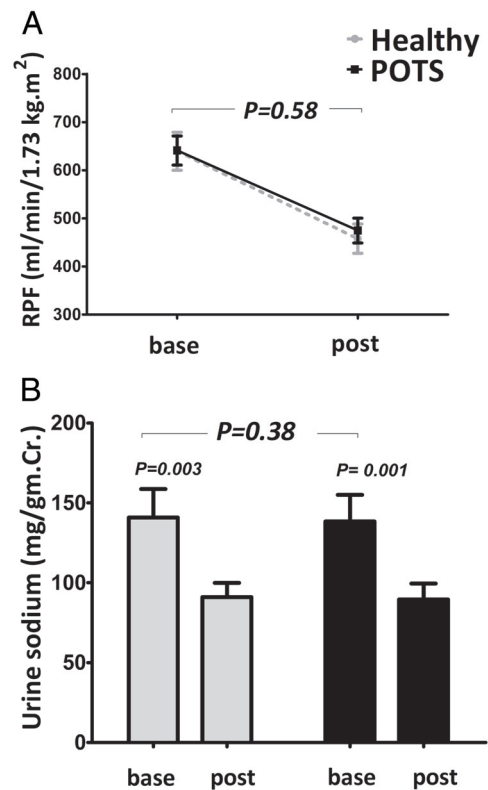 A
Healthy
POTS
RPF (ml/min/1.73 kg.m²)
800
700
600
500
400
300
P=0.58
base post
B
Urine sodium (mg/gm.Cr.)
200
150
100
50
0
P=0.38
P=0.003 P= 0.001
base post base post